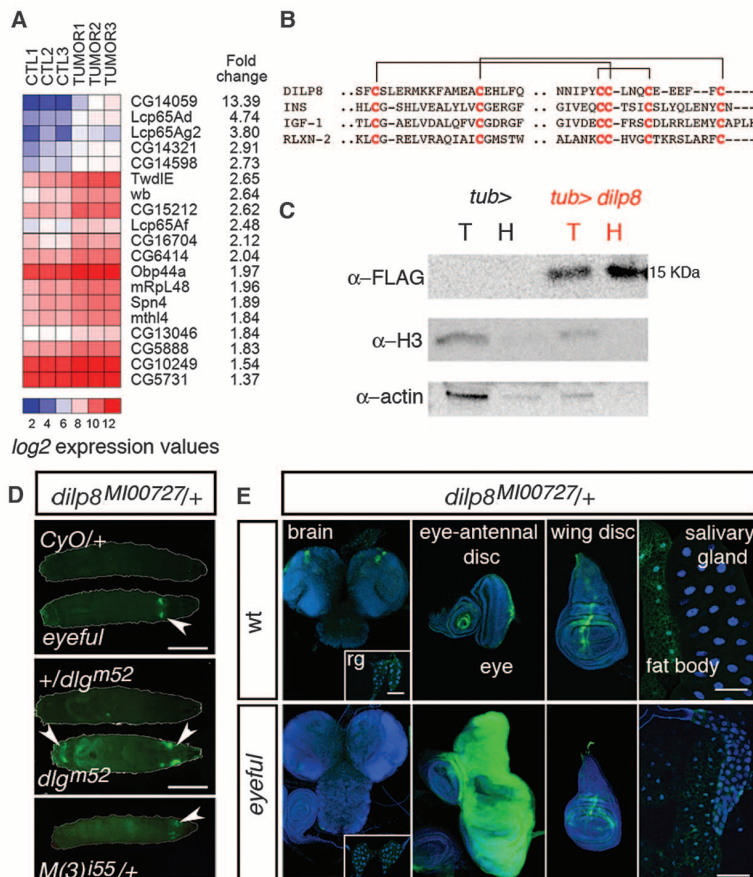 A
CTL1
CTL2
CTL3
TUMOR1
TUMOR2
TUMOR3
Fold
change
CG14059 13.39
Lcp65Ad 4.74
Lcp65Ag2 3.80
CG14321 2.91
CG14598 2.73
TwdlE 2.65
wb 2.64
CG15212 2.62
Lcp65Af 2.48
CG16704 2.12
CG6414 2.04
Obp44a 1.97
mRpL48 1.96
Spn4 1.89
mthl4 1.84
CG13046 1.84
CG5888 1.83
CG10249 1.54
CG5731 1.37
2 4 6 8 10 12
log2 expression values
B
DILP8 ..SFCSLERMKKFAMEACEHLFQ .. NNIPYCC-LNQCE-EEF--FC----
INS ..HLCG-SHLVEALYLVCGERGF .. GIVEQCCTSICSLYQLENYCN---
IGF-1 ..TLCG-AELVDALQFVCGDRGF .. GIVDECCFRSCDLRRLEMYCAPLK
RLXN-2 ..KLCG-RELVRAQIAICGMSTW .. ALANKCCHVGCTKRSLARFC----
C
tub>
tub> dilp8
T H T H
α-FLAG
15 KDa
α-H3
α-actin
D
dilp8MI00727/+
CyO/+
eyeful
+/dlgm52
dlgm52
M(3)i55/+
E
dilp8MI00727/+
wt
brain
rg
eye-antennal
disc
eye
wing disc
salivary
gland
fat body
eyeful